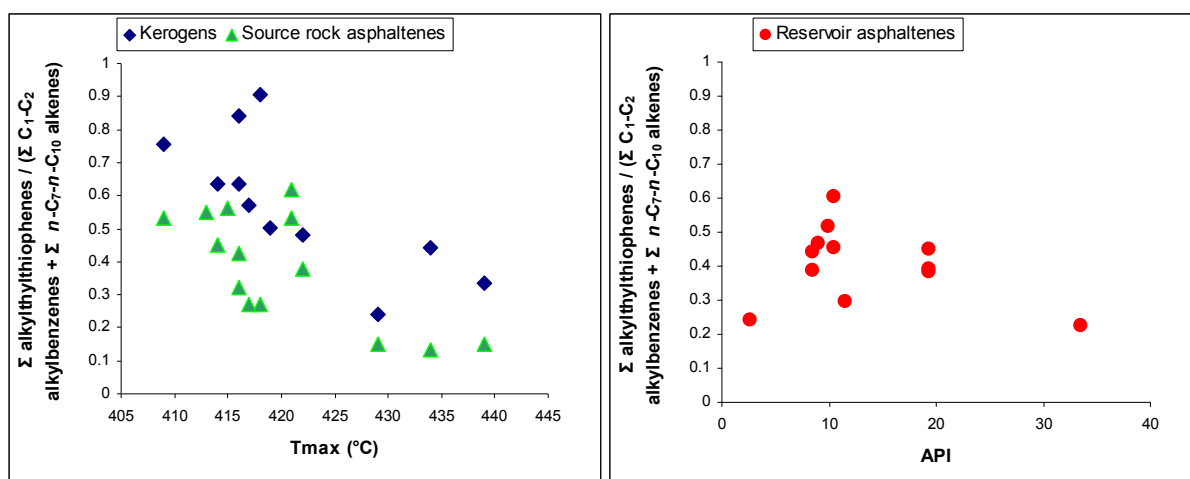 Kerogens Source rock asphaltenes
Σ alkylthylthiophenes / (Σ C₁-C₂
alkylbenzenes + Σ n-C₇-n-C₁₀ alkenes)
1
0.9
0.8
0.7
0.6
0.5
0.4
0.3
0.2
0.1
0
405 410 415 420 425 430 435 440 445
Tmax (°C)
Reservoir asphaltenes
Σ alkylthylthiophenes / (Σ C₁-C₂
alkylbenzenes + Σ n-C₇-n-C₁₀ alkenes)
1
0.9
0.8
0.7
0.6
0.5
0.4
0.3
0.2
0.1
0
0 10 20 30 40
API